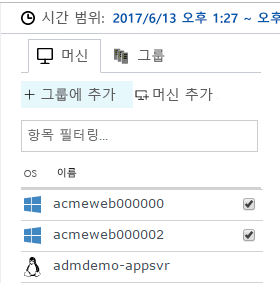 시간 범위: 2017/6/13 오후 1:27 ~ 오후
머신 그룹
+ 그룹에 추가 머신 추가
항목 필터링...
OS 이름
acmeweb000000
acmeweb000002
admdemo-appsvr